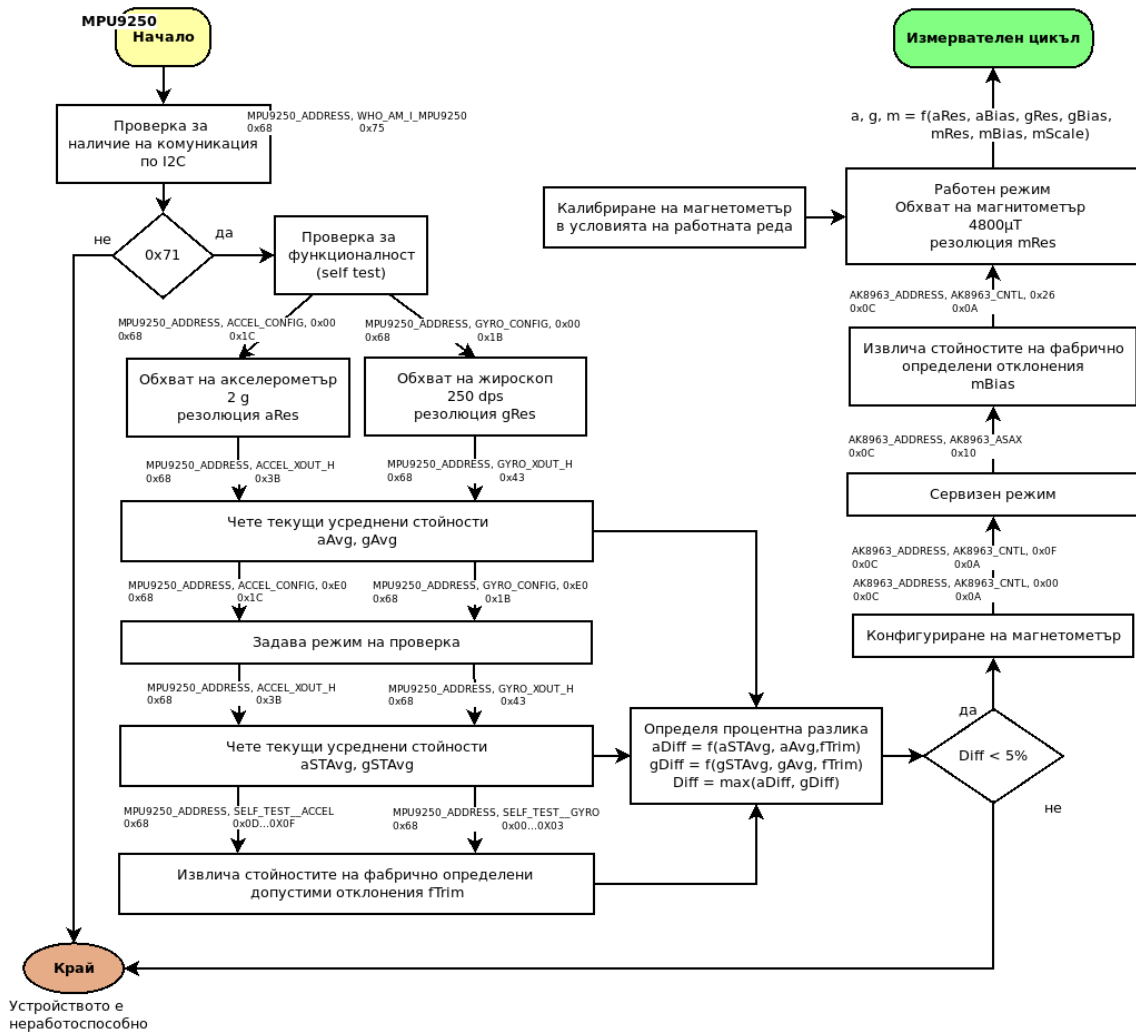 MPU9250
Начало
Проверка за
наличие на комуникация
по I2C
MPU9250_ADDRESS, WHO_AM_I_MPU9250
0x68 0x75
0x71
не
да
Проверка за
функционалност
(self test)
MPU9250_ADDRESS, ACCEL_CONFIG, 0x00
0x68 0x1C
MPU9250_ADDRESS, GYRO_CONFIG, 0x00
0x68 0x1B
Обхват на акселерометър
2 g
резолюция aRes
Обхват на жироскоп
250 dps
резолюция gRes
MPU9250_ADDRESS, ACCEL_XOUT_H
0x68 0x3B
MPU9250_ADDRESS, GYRO_XOUT_H
0x68 0x43
Чете текущи усреднени стойности
aAvg, gAvg
MPU9250_ADDRESS, ACCEL_CONFIG, 0xE0
0x68 0x1C
MPU9250_ADDRESS, GYRO_CONFIG, 0xE0
0x68 0x1B
Задава режим на проверка
MPU9250_ADDRESS, ACCEL_XOUT_H
0x68 0x3B
MPU9250_ADDRESS, GYRO_XOUT_H
0x68 0x43
Чете текущи усреднени стойности
aSTAvg, gSTAvg
MPU9250_ADDRESS, SELF_TEST__ACCEL
0x68 0x0D...0X0F
MPU9250_ADDRESS, SELF_TEST__GYRO
0x68 0x00...0X03
Извлича стойностите на фабрично определени
допустими отклонения fTrim
Определя процентна разлика
aDiff = f(aSTAvg, aAvg,fTrim)
gDiff = f(gSTAvg, gAvg, fTrim)
Diff = max(aDiff, gDiff)
Diff < 5%
да
не
Конфигуриране на магнетометър
AK8963_ADDRESS, AK8963_CNTL, 0x0F
0x0C 0x0A
AK8963_ADDRESS, AK8963_CNTL, 0x00
0x0C 0x0A
Сервизен режим
AK8963_ADDRESS, AK8963_ASAX
0x0C 0x10
Извлича стойностите на фабрично
определени отклонения
mBias
AK8963_ADDRESS, AK8963_CNTL, 0x26
0x0C 0x0A
Калибриране на магнетометър
в условията на работната реда
Работен режим
Обхват на магнитометър
4800µT
резолюция mRes
a, g, m = f(aRes, aBias, gRes, gBias,
mRes, mBias, mScale)
Измервателен цикъл
Край
Устройството е
неработоспособно